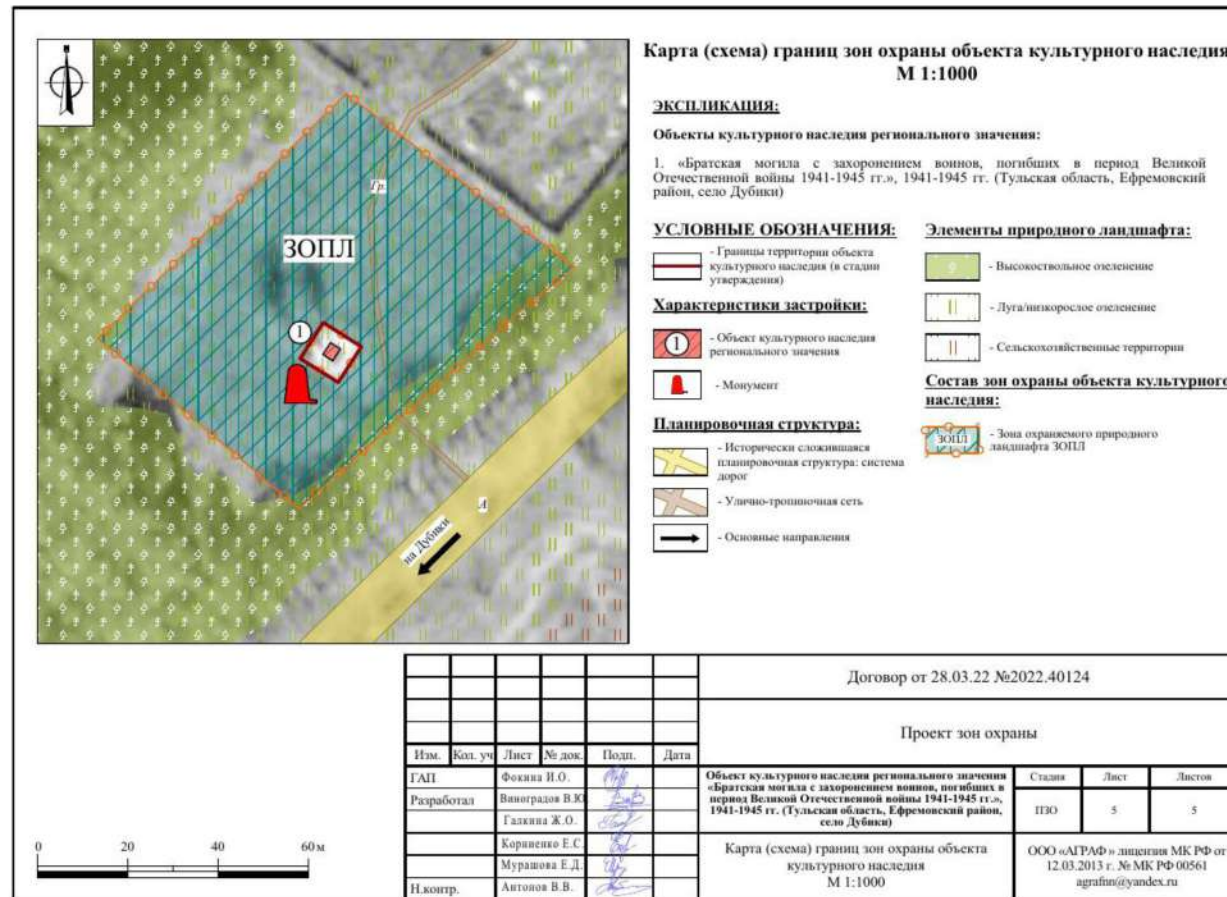 Карта (схема) границ зон охраны объекта культурного наследия
М 1:1000
ЭКСПЛИКАЦИЯ:
Объекты культурного наследия регионального значения:
1. «Братская могила с захоронением воинов, погибших в период Великой
Отечественной войны 1941-1945 гг.», 1941-1945 гг. (Тульская область, Ефремовский
район, село Дубики)
УСЛОВНЫЕ ОБОЗНАЧЕНИЯ:
- Границы территории объекта
культурного наследия (в стадии
утверждения)
Характеристики застройки:
1
- Объект культурного наследия
регионального значения
- Монумент
Планировочная структура:
- Исторически сложившаяся
планировочная структура: система
дорог
- Улично-тропиночная сеть
- Основные направления
Элементы природного ландшафта:
- Высокоствольное озеленение
- Луга/низкорослое озеленение
- Сельскохозяйственные территории
Состав зон охраны объекта культурного
наследия:
ЗОПЛ
- Зона охраняемого природного
ландшафта ЗОПЛ
Гр.
ЗОПЛ
1
А
на Дубики
0 20 40 60м
Договор от 28.03.22 №2022.40124
Проект зон охраны
Изм. Кол. уч Лист № док. Подп. Дата
ГАП Фокина И.О.
Разработал Виноградов В.Ю
Галкина Ж.О.
Корниенко Е.С.
Мурашова Е.Д.
Н.контр. Антонов В.В.
Объект культурного наследия регионального значения
«Братская могила с захоронением воинов, погибших в
период Великой Отечественной войны 1941-1945 гг.»,
1941-1945 гг. (Тульская область, Ефремовский район,
село Дубики)
Стадия Лист Листов
ПЗО 5 5
Карта (схема) границ зон охраны объекта
культурного наследия
М 1:1000
ООО «АГРАФ» лицензия МК РФ от
12.03.2013 г. № МК РФ 00561
agrafnn@yandex.ru